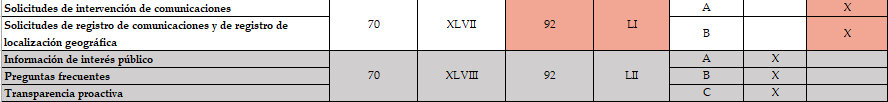 Solicitudes de intervención de comunicaciones 70 XLVII 92 LI A X
Solicitudes de registro de comunicaciones y de registro de localización geográfica B X
Información de interés público 70 XLVIII 92 LII A X
Preguntas frecuentes B X
Transparencia proactiva C X